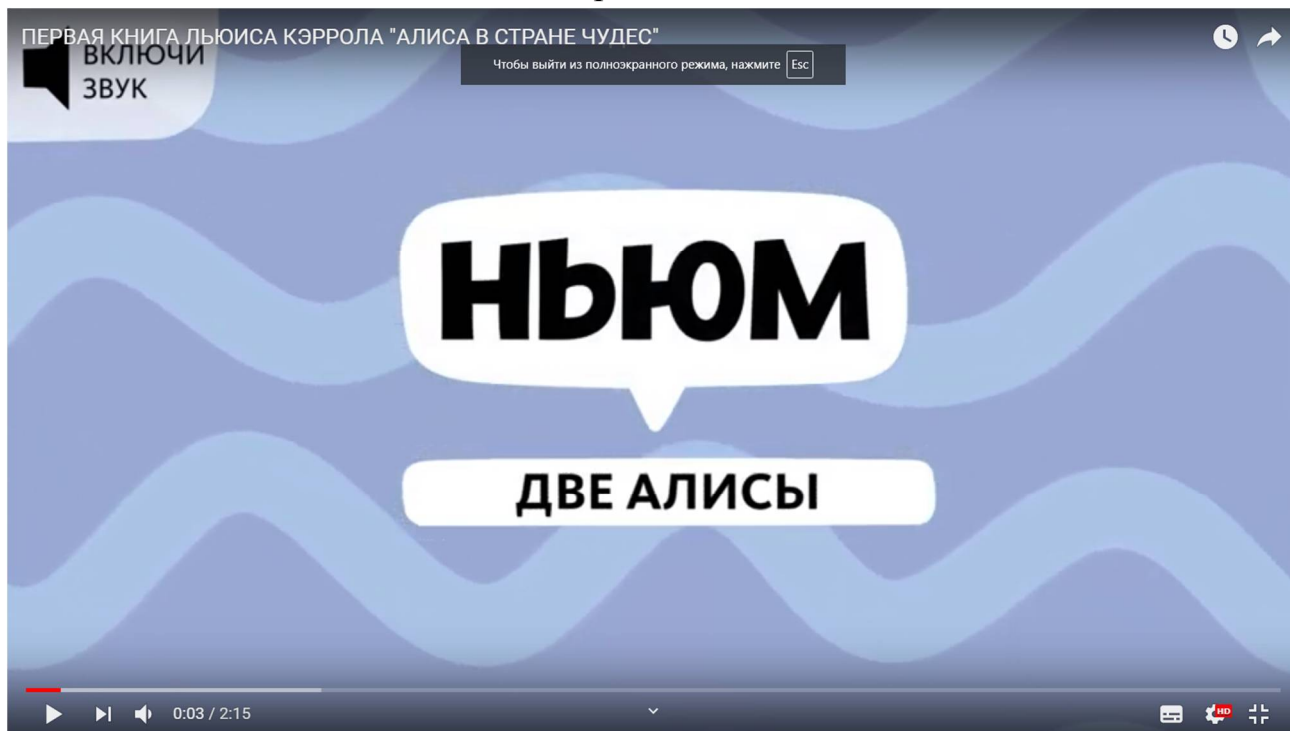 ПЕРВАЯ КНИГА ЛЬЮИСА КЭРРОЛА "АЛИСА В СТРАНЕ ЧУДЕС"
ВКЛЮЧИ
ЗВУК
Чтобы выйти из полноэкранного режима, нажмите Esc
НЬЮМ
ДВЕ АЛИСЫ
0:03 / 2:15
HD